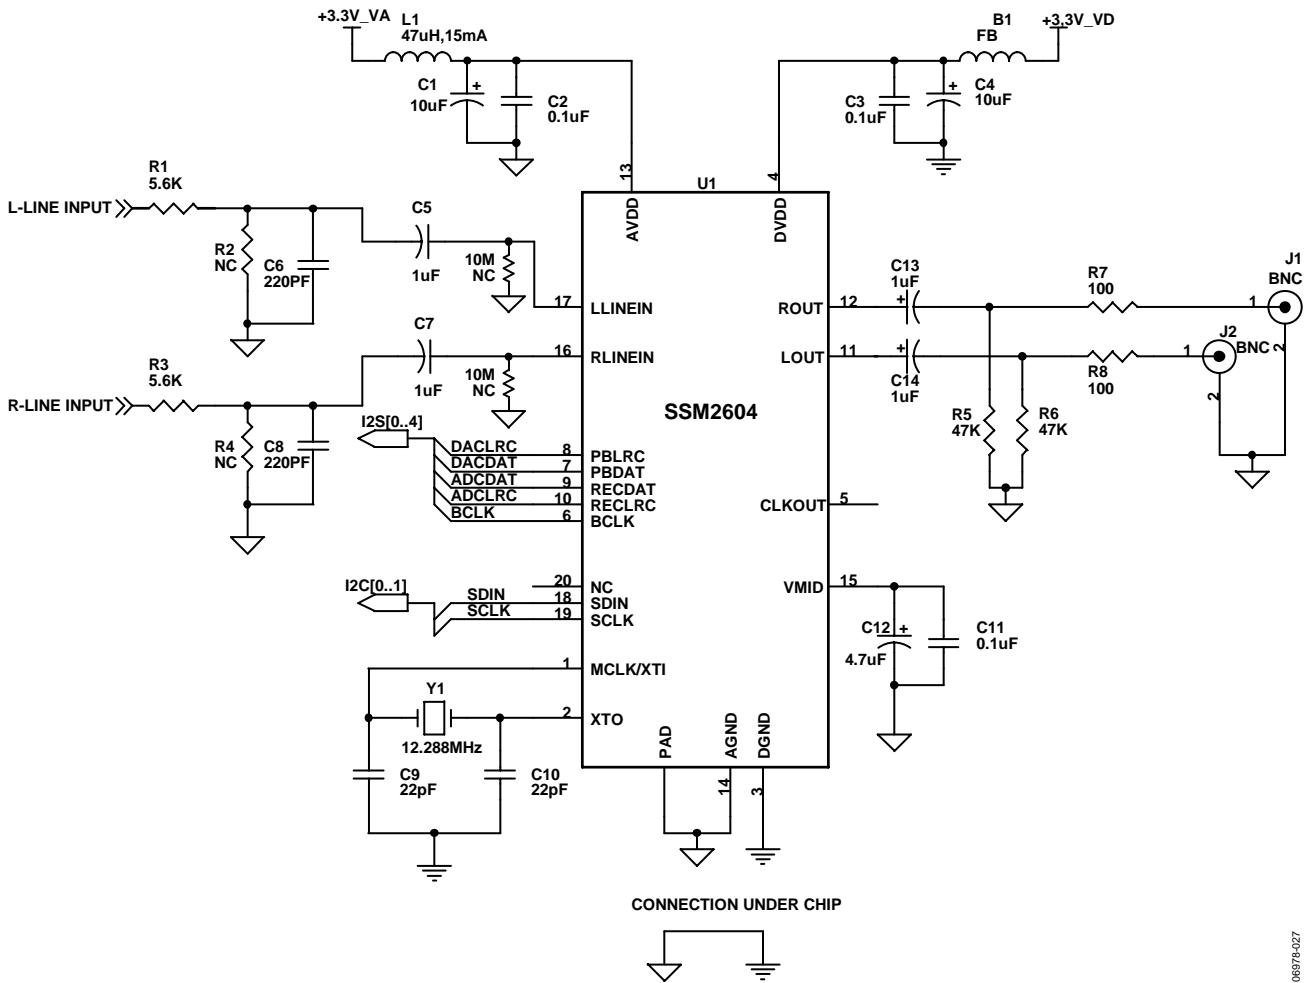 +3.3V_VA
L1
47uH,15mA
C1
+
10uF
C2
0.1uF
B1
FB
+3.3V_VD
C3
0.1uF
+
C4
10uF
13
U1
4
AVDD
DVDD
R1
5.6K
L-LINE INPUT
R2
NC
C6
220PF
C5
1uF
10M
NC
17
LLINEIN
C7
1uF
16
RLINEIN
10M
NC
R3
5.6K
R-LINE INPUT
R4
NC
C8
220PF
I2S[0..4]
DACLRC
8
PBLRC
DACDAT
7
PBDAT
ADCDAT
9
RECDAT
ADCLRC
10
RECLRC
BCLK
6
BCLK
SSM2604
ROUT
12
C13
1uF
+
R7
100
1
J1
BNC
2
LOUT
11
+
C14
1uF
R8
100
1
J2
BNC
2
R5
47K
R6
47K
CLKOUT
5
I2C[0..1]
20
NC
SDIN
18
SDIN
SCLK
19
SCLK
VMID
15
C12
+
4.7uF
C11
0.1uF
1
MCLK/XTI
Y1
12.288MHz
2
XTO
C9
22pF
C10
22pF
PAD
AGND
DGND
14
3
CONNECTION UNDER CHIP
06978-027